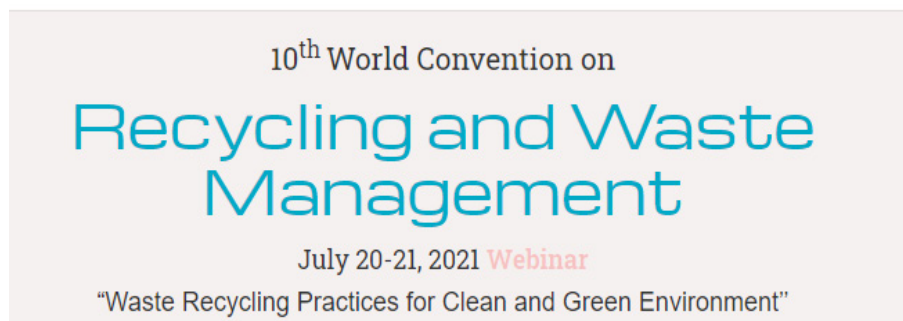 10th World Convention on
Recycling and Waste
Management
July 20-21, 2021 Webinar
“Waste Recycling Practices for Clean and Green Environment”